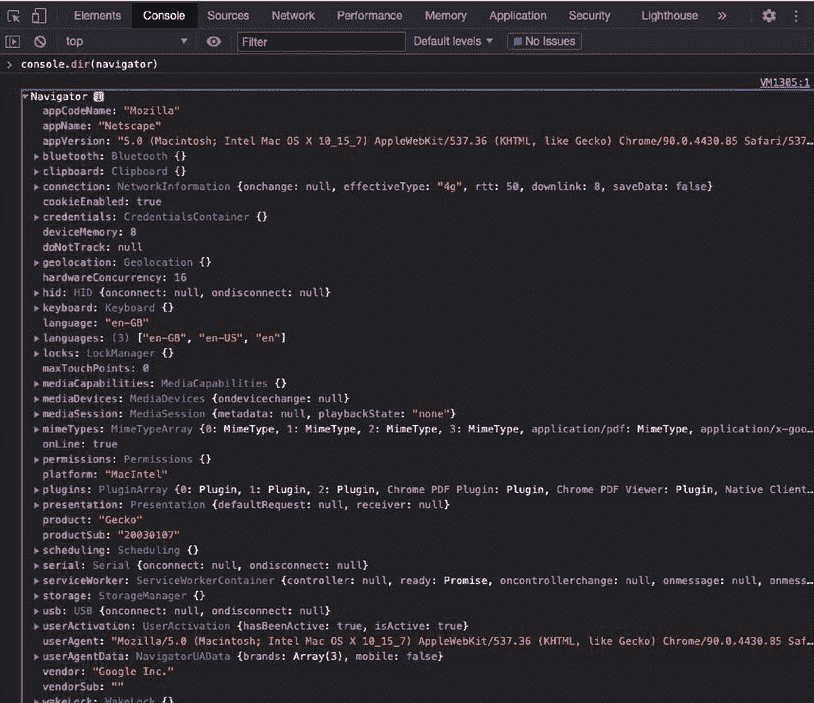 Elements Console Sources Network Performance Memory Application Security Lighthouse »
top Filter Default levels No Issues
> console.dir(navigator)
VM1305:1
Navigator i
appCodeName: "Mozilla"
appName: "Netscape"
appVersion: "5.0 (Macintosh; Intel Mac OS X 10_15_7) AppleWebKit/537.36 (KHTML, like Gecko) Chrome/90.0.4430.85 Safari/537…
bluetooth: Bluetooth {}
clipboard: Clipboard {}
connection: NetworkInformation {onchange: null, effectiveType: "4g", rtt: 50, downlink: 8, saveData: false}
cookieEnabled: true
credentials: CredentialsContainer {}
deviceMemory: 8
doNotTrack: null
geolocation: Geolocation {}
hardwareConcurrency: 16
hid: HID {onconnect: null, ondisconnect: null}
keyboard: Keyboard {}
language: "en-GB"
languages: (3) ["en-GB", "en-US", "en"]
locks: LockManager {}
maxTouchPoints: 0
mediaCapabilities: MediaCapabilities {}
mediaDevices: MediaDevices {ondevicechange: null}
mediaSession: MediaSession {metadata: null, playbackState: "none"}
mimeTypes: MimeTypeArray {0: MimeType, 1: MimeType, 2: MimeType, 3: MimeType, application/pdf: MimeType, application/x-goo…
onLine: true
permissions: Permissions {}
platform: "MacIntel"
plugins: PluginArray {0: Plugin, 1: Plugin, 2: Plugin, Chrome PDF Plugin: Plugin, Chrome PDF Viewer: Plugin, Native Client…
presentation: Presentation {defaultRequest: null, receiver: null}
product: "Gecko"
productSub: "20030107"
scheduling: Scheduling {}
serial: Serial {onconnect: null, ondisconnect: null}
serviceWorker: ServiceWorkerContainer {controller: null, ready: Promise, oncontrollerchange: null, onmessage: null, onmess…
storage: StorageManager {}
usb: USB {onconnect: null, ondisconnect: null}
userActivation: UserActivation {hasBeenActive: true, isActive: true}
userAgent: "Mozilla/5.0 (Macintosh; Intel Mac OS X 10_15_7) AppleWebKit/537.36 (KHTML, like Gecko) Chrome/90.0.4430.85 Saf…
userAgentData: NavigatorUAData {brands: Array(3), mobile: false}
vendor: "Google Inc."
vendorSub: ""
wakeLock: WakeLock {}